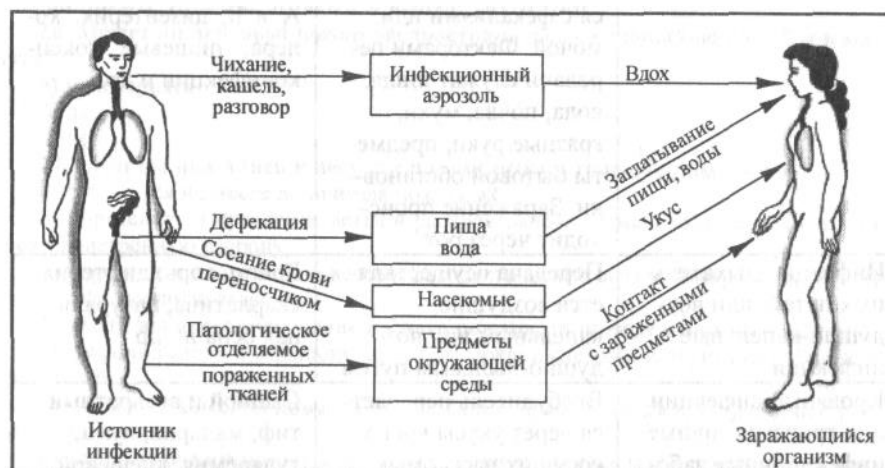 Чихание,
кашель,
разговор
Инфекционный
аэрозоль
Вдох
Заглатывание
пищи, воды
Укус
Дефекация
Пища
вода
Сосание крови
переносчиком
Насекомые
Контакт
с зараженными
предметами
Патологическое
отделяемое
пораженных
тканей
Предметы
окружающей
среды
Источник
инфекции
Заражающийся
организм